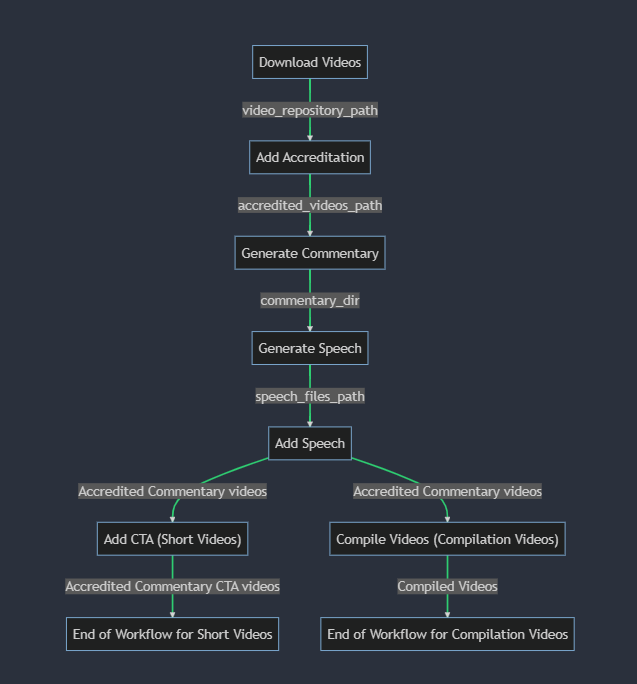 Download Videos
video_repository_path
Add Accreditation
accredited_videos_path
Generate Commentary
commentary_dir
Generate Speech
speech_files_path
Add Speech
Accredited Commentary videos
Accredited Commentary videos
Add CTA (Short Videos)
Compile Videos (Compilation Videos)
Accredited Commentary CTA videos
Compiled Videos
End of Workflow for Short Videos
End of Workflow for Compilation Videos